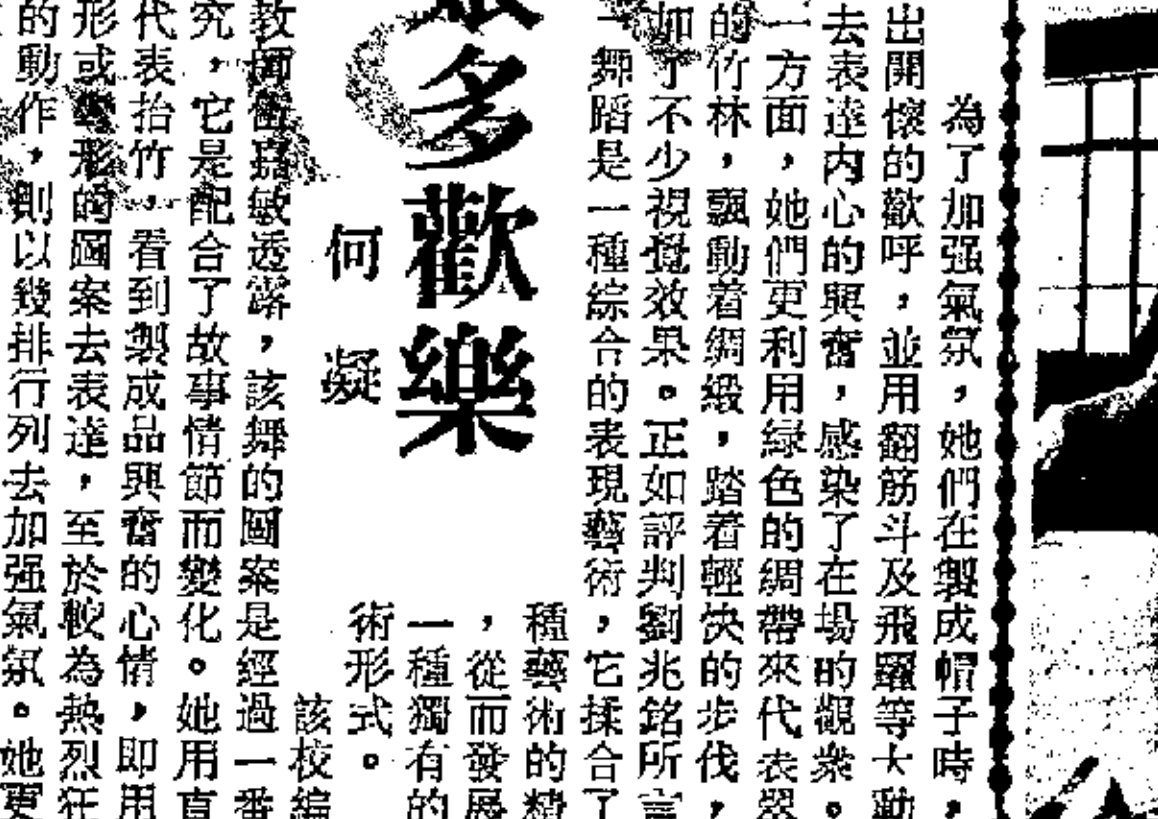 為了加强氣氛，她們在製成帽子時，
出開懷的歡呼，並用翻筋斗及飛躍等大動
去表達内心的興奮，感染了在場的觀衆。
一方面，她們更利用緑色的綢帶來代表翠
的竹林，飄動着綢緞，踏着輕快的步伐，
加了不少視覺效果。正如評判劉兆銘所言
舞蹈是一種綜合的表現藝術，它揉合了
種藝術的精
，從而發展
一種獨有的
術形式。
多歡樂
何凝
該校編
教師 嘉敏透露，該舞的圖案是經過一番
究，它是配合了故事情節而變化。她用直
代表抬竹，看到製成品興奮的心情，即用
形或 形的圖案去表達，至於較為熱烈狂
的動作，則以幾排行列去加强氣氛。她更